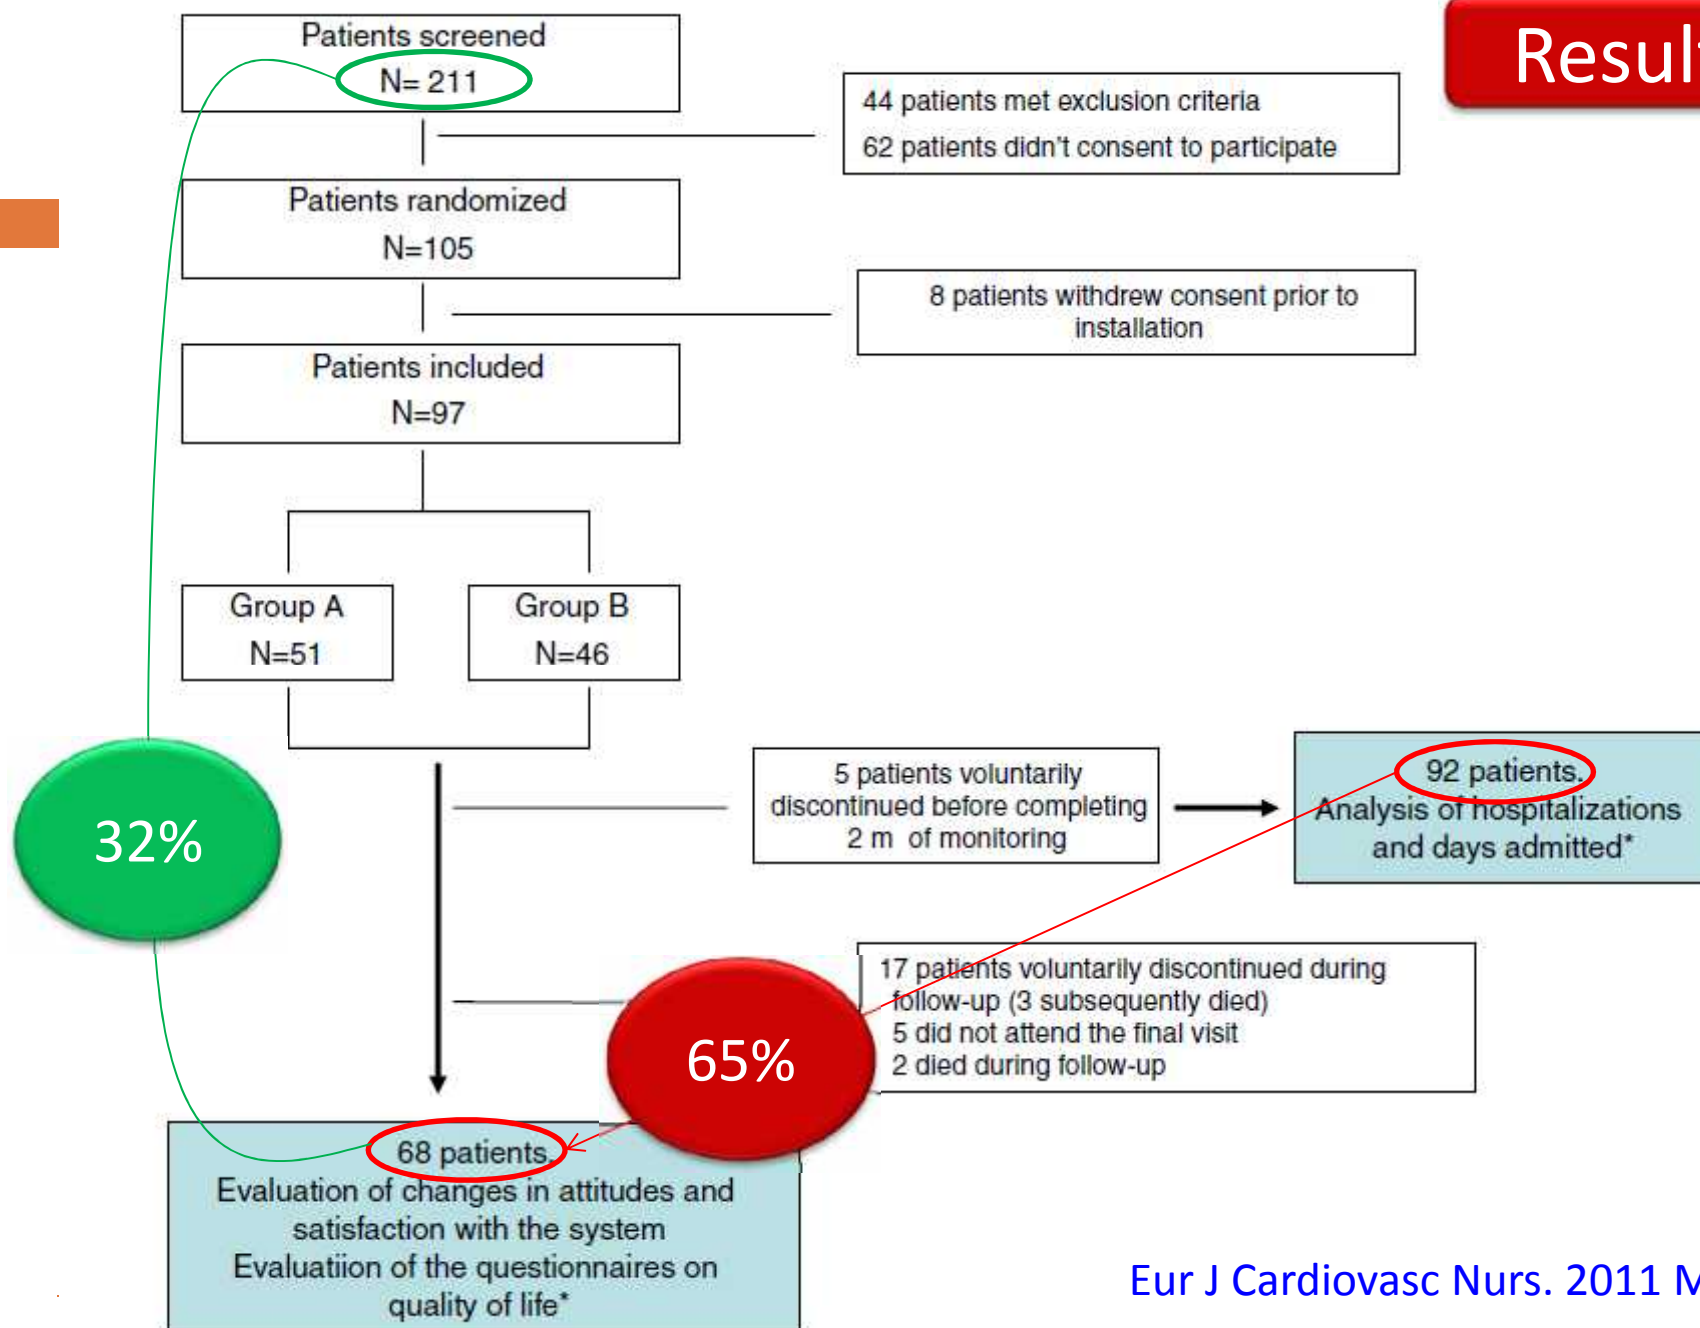 Result
Patients screened
N= 211
44 patients met exclusion criteria
62 patients didn't consent to participate
Patients randomized
N=105
8 patients withdrew consent prior to
installation
Patients included
N=97
Group A
N=51
Group B
N=46
5 patients voluntarily
discontinued before completing
2 m of monitoring
92 patients.
Analysis of hospitalizations
and days admitted*
32%
17 patients voluntarily discontinued during
follow-up (3 subsequently died)
5 did not attend the final visit
2 died during follow-up
65%
68 patients.
Evaluation of changes in attitudes and
satisfaction with the system
Evaluatiion of the questionnaires on
quality of life*
Eur J Cardiovasc Nurs. 2011 M